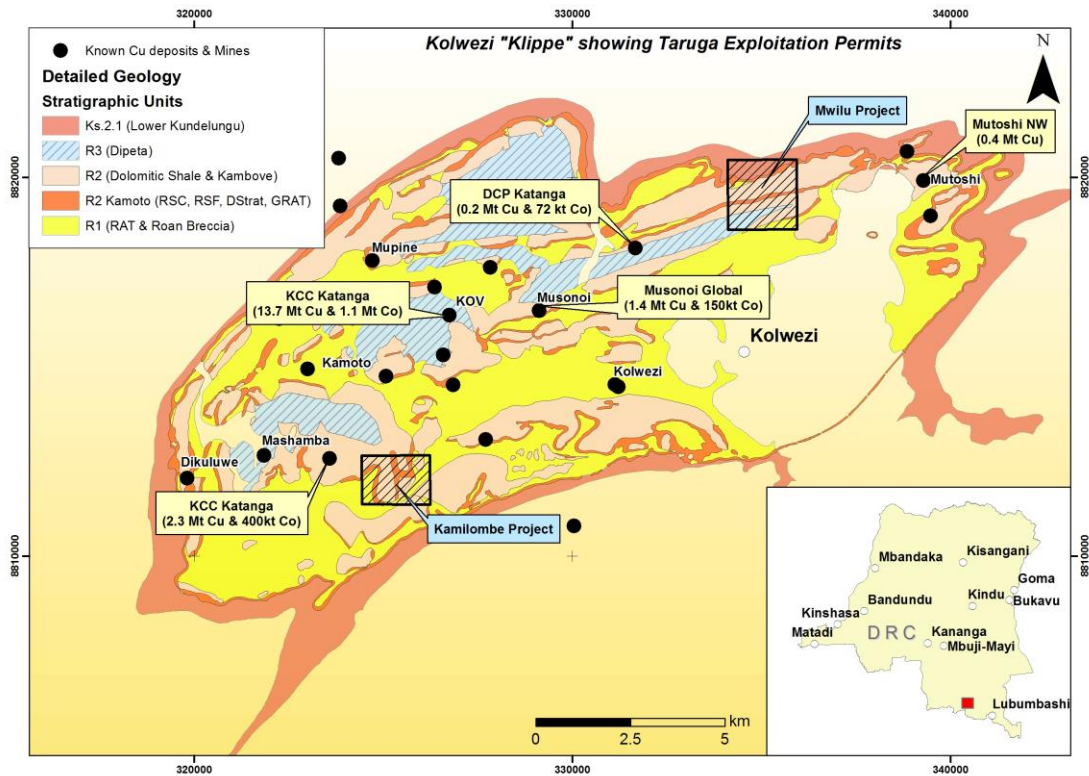 320000
330000
340000
Kolwezi "Klippe" showing Taruga Exploitation Permits
N
Known Cu deposits & Mines
Detailed Geology
Stratigraphic Units
Ks.2.1 (Lower Kundelungu)
R3 (Dipeta)
R2 (Dolomitic Shale & Kambove)
R2 Kamoto (RSC, RSF, DStrat, GRAT)
R1 (RAT & Roan Breccia)
Mwilu Project
Mutoshi NW
(0.4 Mt Cu)
8820000
8820000
Mutoshi
DCP Katanga
(0.2 Mt Cu & 72 kt Co)
Mupine
KCC Katanga
(13.7 Mt Cu & 1.1 Mt Co)
KOV
Musonoi
Musonoi Global
(1.4 Mt Cu & 150kt Co)
Kolwezi
Kamoto
Kolwezi
Mashamba
Dikuluwe
KCC Katanga
(2.3 Mt Cu & 400kt Co)
Kamilombe Project
8810000
8810000
Mbandaka
Kisangani
Goma
Kindu
Bukavu
Bandundu
Kinshasa
Matadi
DRC
Kananga
Mbuji-Mayi
Lubumbashi
km
0
2.5
5
320000
330000
340000